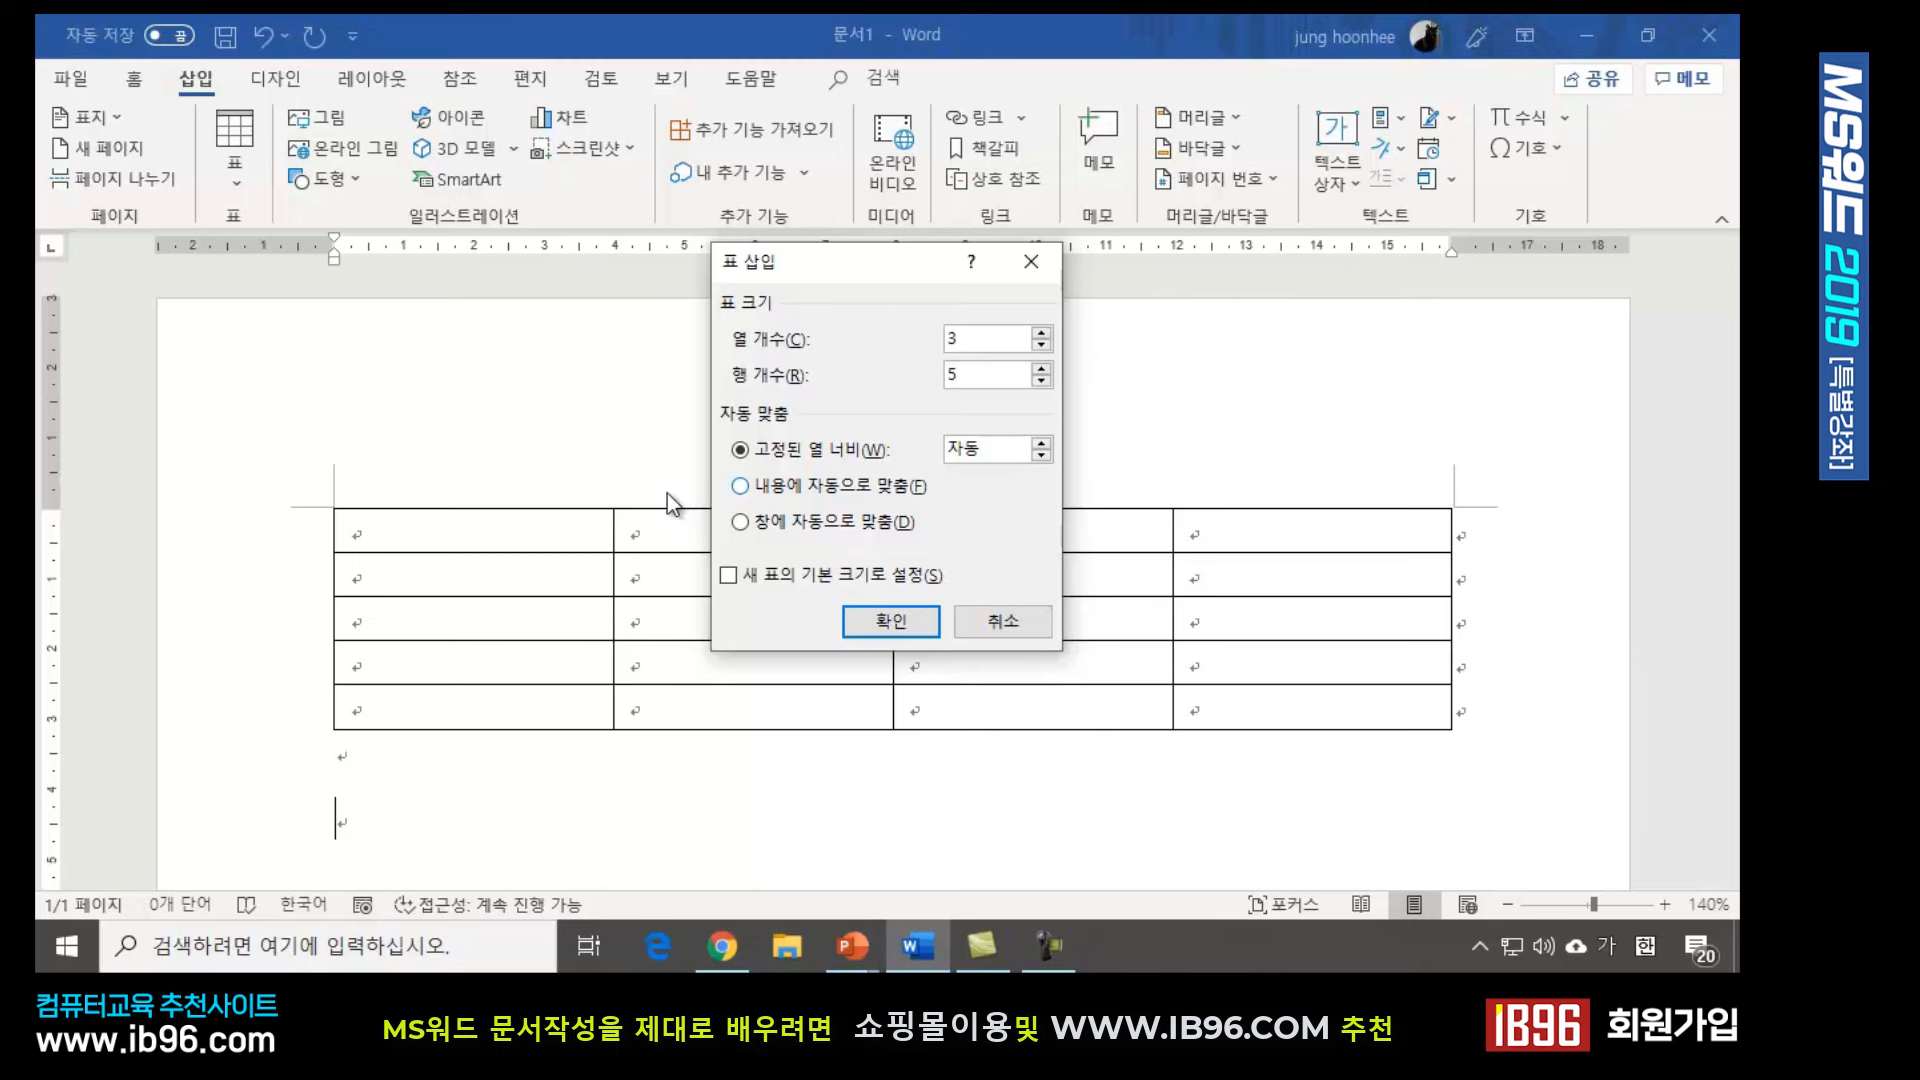 자동 저장 끔
문서1 - Word
jung hoonhee
파일 홈 삽입 디자인 레이아웃 참조 편지 검토 보기 도움말 검색
공유 메모
표지
새 페이지
페이지 나누기
페이지
표
표
그림
온라인 그림
도형
아이콘
3D 모델
SmartArt
차트
스크린샷
일러스트레이션
추가 기능 가져오기
내 추가 기능
추가 기능
온라인
비디오
미디어
링크
책갈피
상호 참조
링크
메모
메모
머리글
바닥글
페이지 번호
머리글/바닥글
가
텍스트
상자
텍스트
수식
기호
기호
2 1 1 2 3 4 5 11 12 13 14 15 17 18
표 삽입 ?
표 크기
열 개수(C): 3
행 개수(R): 5
자동 맞춤
고정된 열 너비(W): 자동
내용에 자동으로 맞춤(F)
창에 자동으로 맞춤(D)
새 표의 기본 크기로 설정(S)
확인 취소
1/1 페이지 0개 단어 한국어 접근성: 계속 진행 가능
포커스 140%
검색하려면 여기에 입력하십시오.
가 한 20
MS워드 2019 [특별강좌]
컴퓨터교육 추천사이트
www.ib96.com
MS워드 문서작성을 제대로 배우려면 쇼핑몰이용및 WWW.IB96.COM 추천
IB96 회원가입